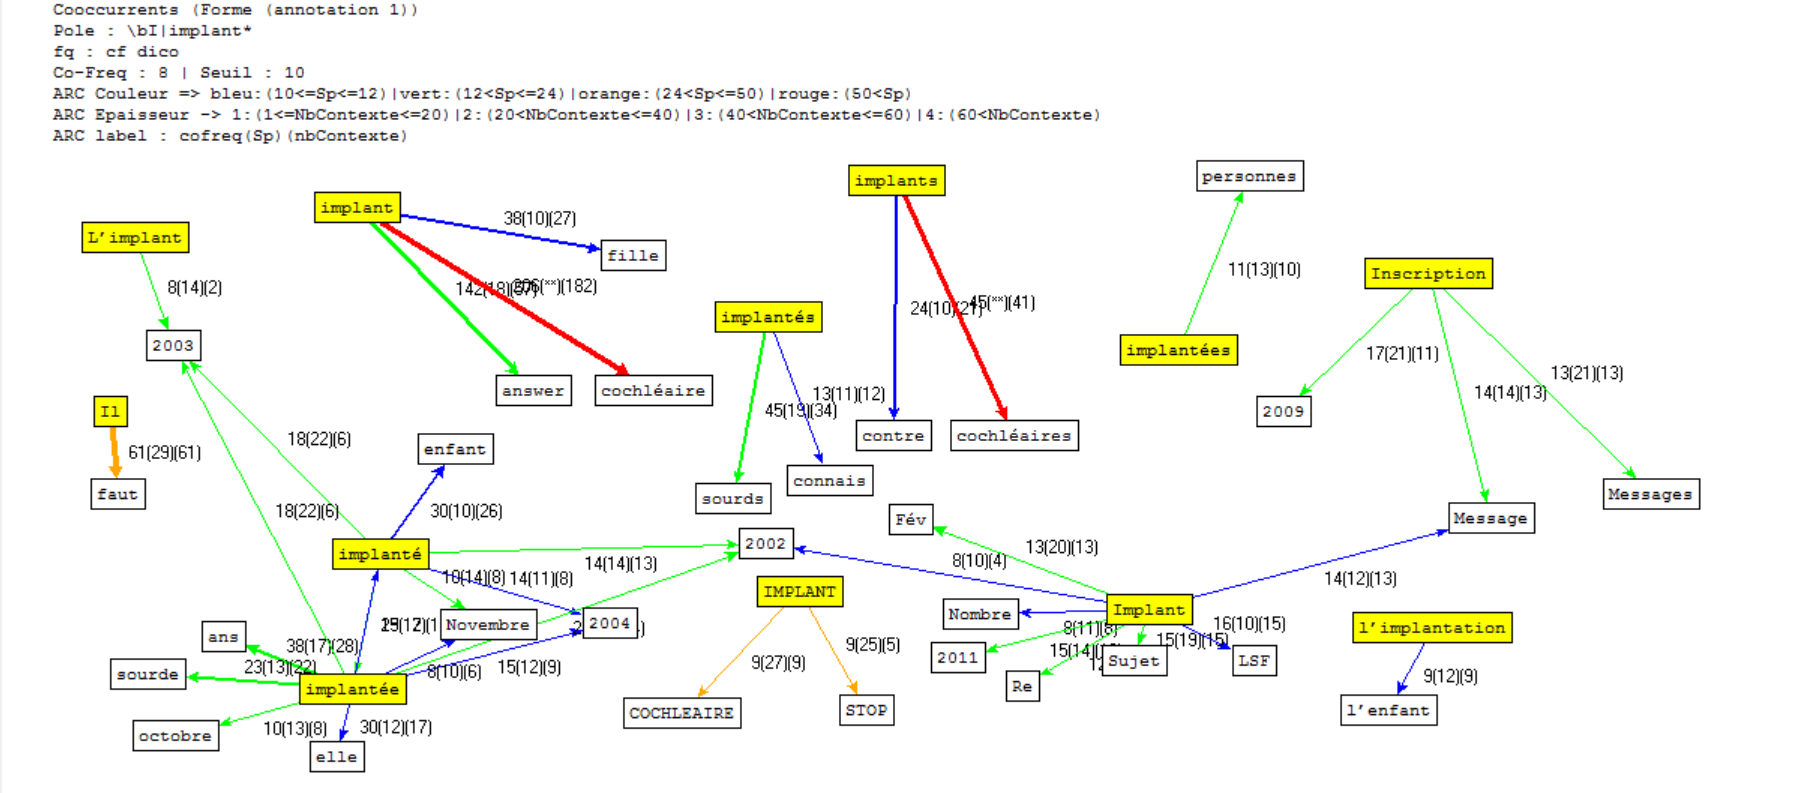 Cooccurrents (Forme (annotation 1))
Pole : \bI|implant*
fq : cf dico
Co-Freq : 8 | Seuil : 10
ARC Couleur => bleu:(10<=Sp<=12)|vert:(12<Sp<=24)|orange:(24<Sp<=50)|rouge:(50<Sp)
ARC Epaisseur -> 1:(1<=NbContexte<=20)|2:(20<NbContexte<=40)|3:(40<NbContexte<=60)|4:(60<NbContexte)
ARC label : cofreq(Sp)(nbContexte)
implants
personnes
implant
38(10)(27)
L'implant
fille
11(13)(10)
Inscription
8(14)(2)
(**)(182)
24(10)(21)
45(**)(41)
implantés
2003
implantées
17(21)(11)
13(21)(13)
answer
cochléaire
13(11)(12)
14(14)(13)
Il
45(19)(34)
2009
contre
cochléaires
18(22)(6)
61(29)(61)
enfant
connais
faut
sourds
Messages
18(22)(6)
30(10)(26)
Fév
Message
implanté
2002
13(20)(13)
14(14)(13)
8(10)(4)
10(14)(8)
14(11)(8)
14(12)(13)
IMPLANT
Implant
Nombre
Novembre
2004
ans
8(11)(8)
16(10)(15)
l'implantation
38(17)(28)
9(25)(5)
15(19)(15)
23(13)(22)
8(10)(6)
15(12)(9)
9(27)(9)
2011
Sujet
LSF
sourde
implantée
Re
9(12)(9)
COCHLEAIRE
STOP
l'enfant
octobre
10(13)(8)
30(12)(17)
elle